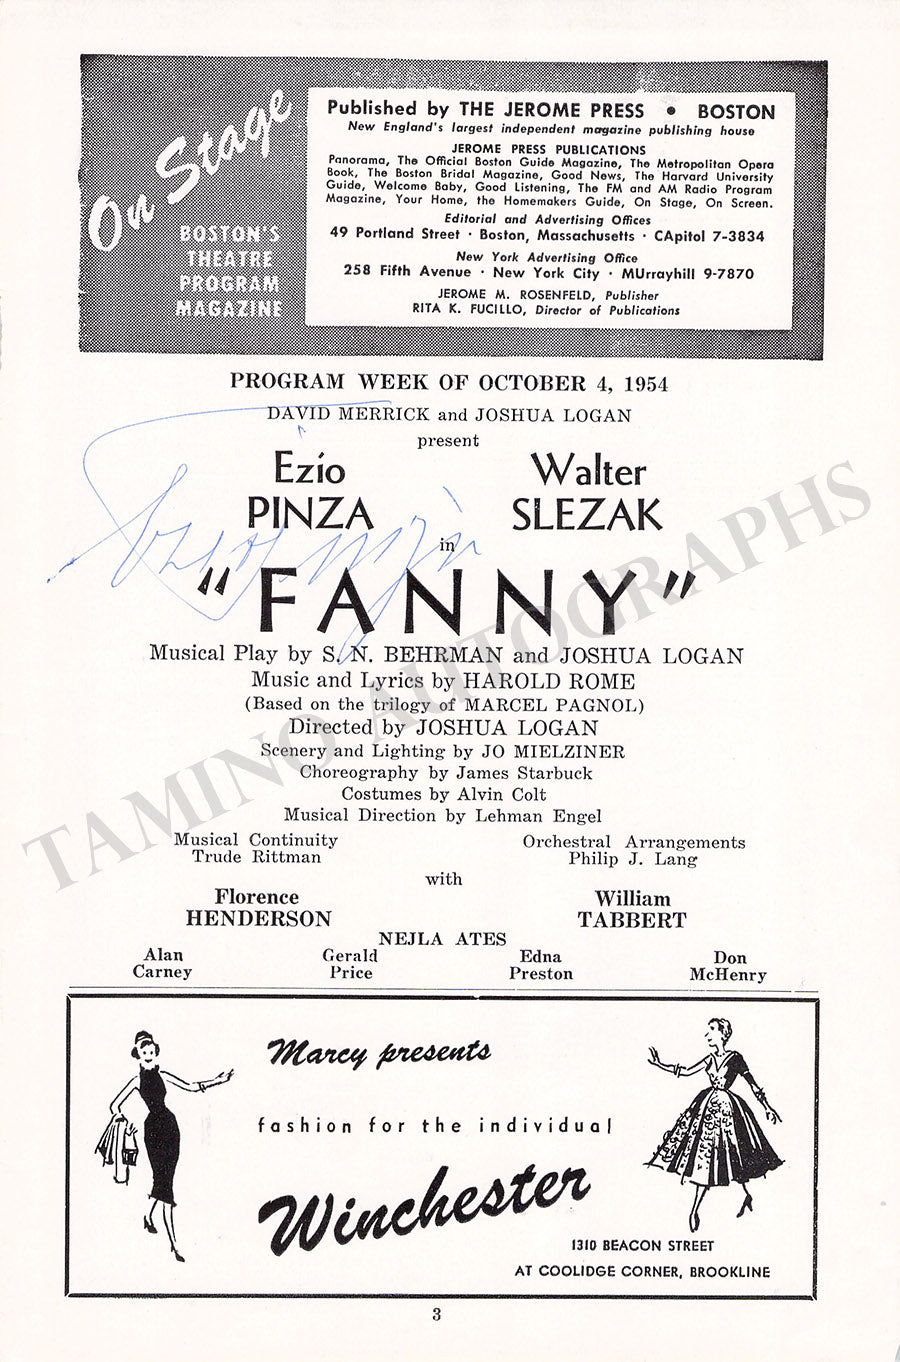 On Stage
BOSTON'S
THEATRE
PROGRAM
MAGAZINE
Published by THE JEROME PRESS • BOSTON
New England's largest independent magazine publishing house
JEROME PRESS PUBLICATIONS
Panorama, The Official Boston Guide Magazine, The Metropolitan Opera
Book, The Boston Bridal Magazine, Good News, The Harvard University
Guide, Welcome Baby, Good Listening, The FM and AM Radio Program
Magazine, Your Home, the Homemakers Guide, On Stage, On Screen.
Editorial and Advertising Offices
49 Portland Street · Boston, Massachusetts · CApitol 7-3834
New York Advertising Office
258 Fifth Avenue · New York City · MUrrayhill 9-7870
JEROME M. ROSENFELD, Publisher
RITA K. FUCILLO, Director of Publications
PROGRAM WEEK OF OCTOBER 4, 1954
DAVID MERRICK and JOSHUA LOGAN
present
Ezio Walter
PINZA SLEZAK
in
"FANNY"
Musical Play by S. N. BEHRMAN and JOSHUA LOGAN
Music and Lyrics by HAROLD ROME
(Based on the trilogy of MARCEL PAGNOL)
Directed by JOSHUA LOGAN
Scenery and Lighting by JO MIELZINER
Choreography by James Starbuck
Costumes by Alvin Colt
Musical Direction by Lehman Engel
Musical Continuity Orchestral Arrangements
Trude Rittman Philip J. Lang
with
Florence William
HENDERSON TABBERT
NEJLA ATES
Alan Gerald Edna Don
Carney Price Preston McHenry
TAMINO AUTOGRAPHS
Marcy presents
fashion for the individual
Winchester
1310 BEACON STREET
AT COOLIDGE CORNER, BROOKLINE
3